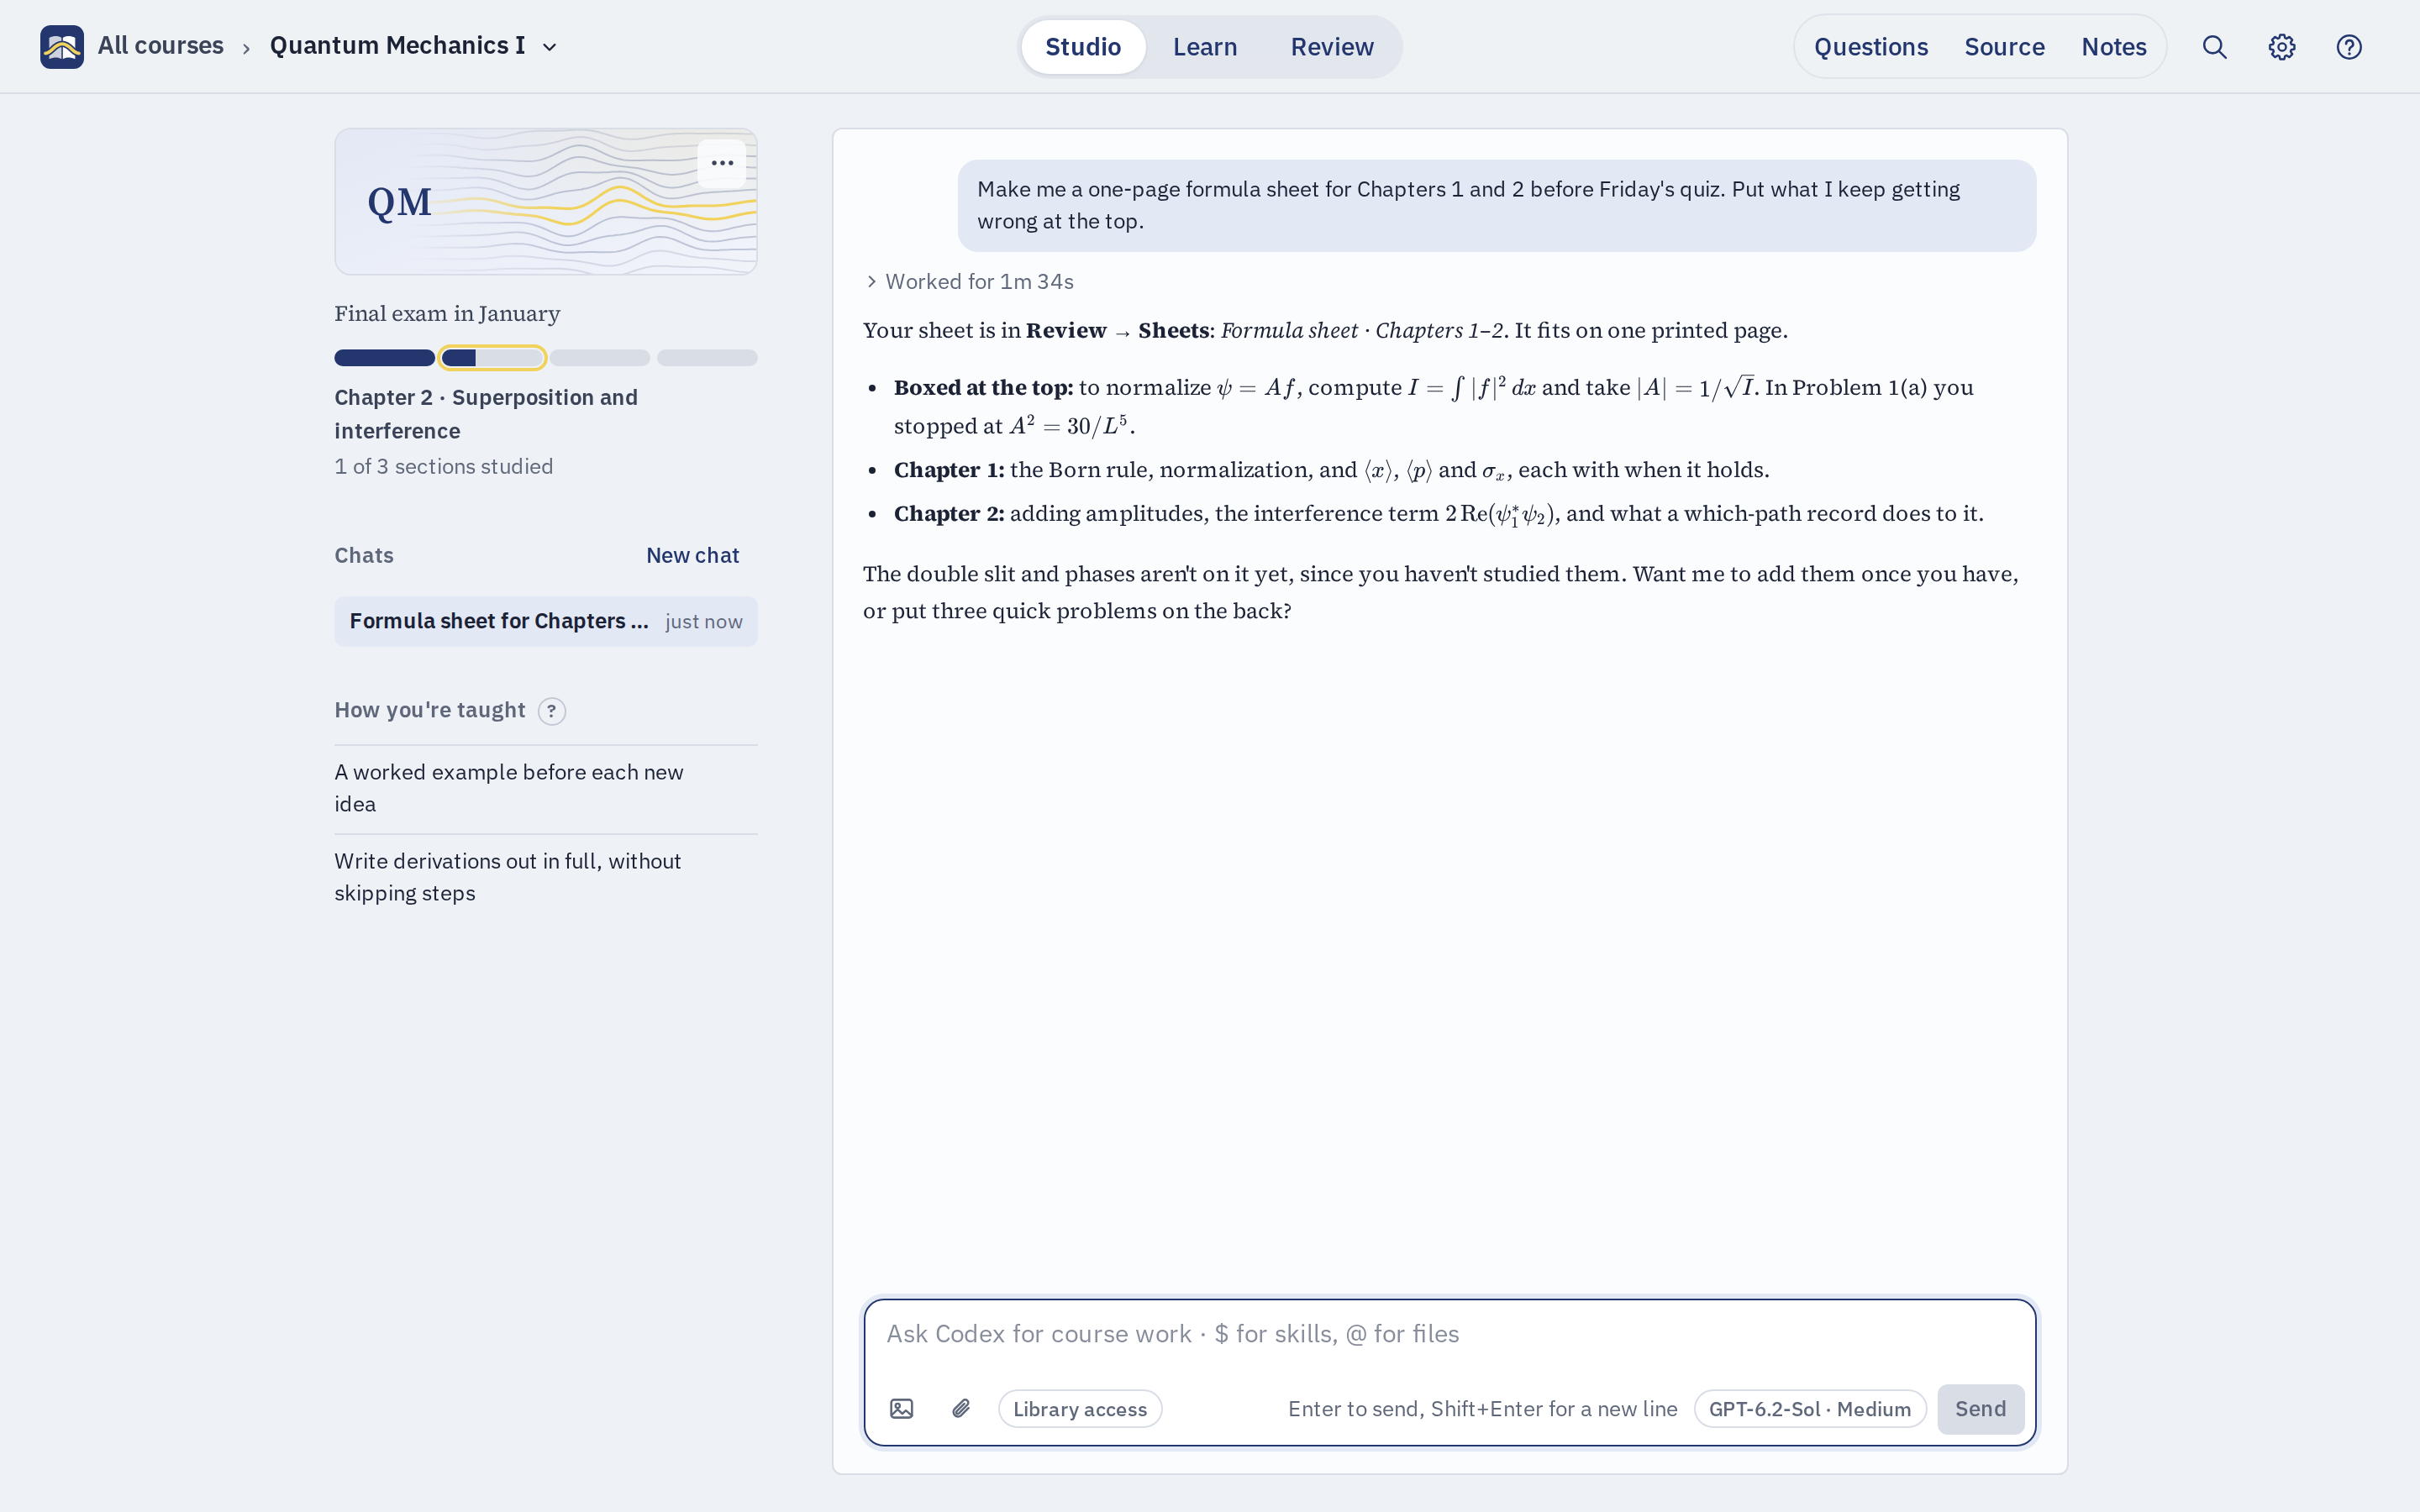 All courses › Quantum Mechanics I
Studio Learn Review
Questions Source Notes
QM
Final exam in January
Chapter 2 · Superposition and
interference
1 of 3 sections studied
Chats New chat
Formula sheet for Chapters ... just now
How you're taught ?
A worked example before each new
idea
Write derivations out in full, without
skipping steps
Make me a one-page formula sheet for Chapters 1 and 2 before Friday's quiz. Put what I keep getting
wrong at the top.
Worked for 1m 34s
Your sheet is in Review → Sheets: Formula sheet · Chapters 1–2. It fits on one printed page.
• Boxed at the top: to normalize ψ = Af, compute I = ∫ |f|² dx and take |A| = 1/√I. In Problem 1(a) you
stopped at A² = 30/L⁵.
• Chapter 1: the Born rule, normalization, and ⟨x⟩, ⟨p⟩ and σₓ, each with when it holds.
• Chapter 2: adding amplitudes, the interference term 2 Re(ψ₁*ψ₂), and what a which-path record does to it.
The double slit and phases aren't on it yet, since you haven't studied them. Want me to add them once you have,
or put three quick problems on the back?
Ask Codex for course work · $ for skills, @ for files
Library access Enter to send, Shift+Enter for a new line GPT-6.2-Sol · Medium Send